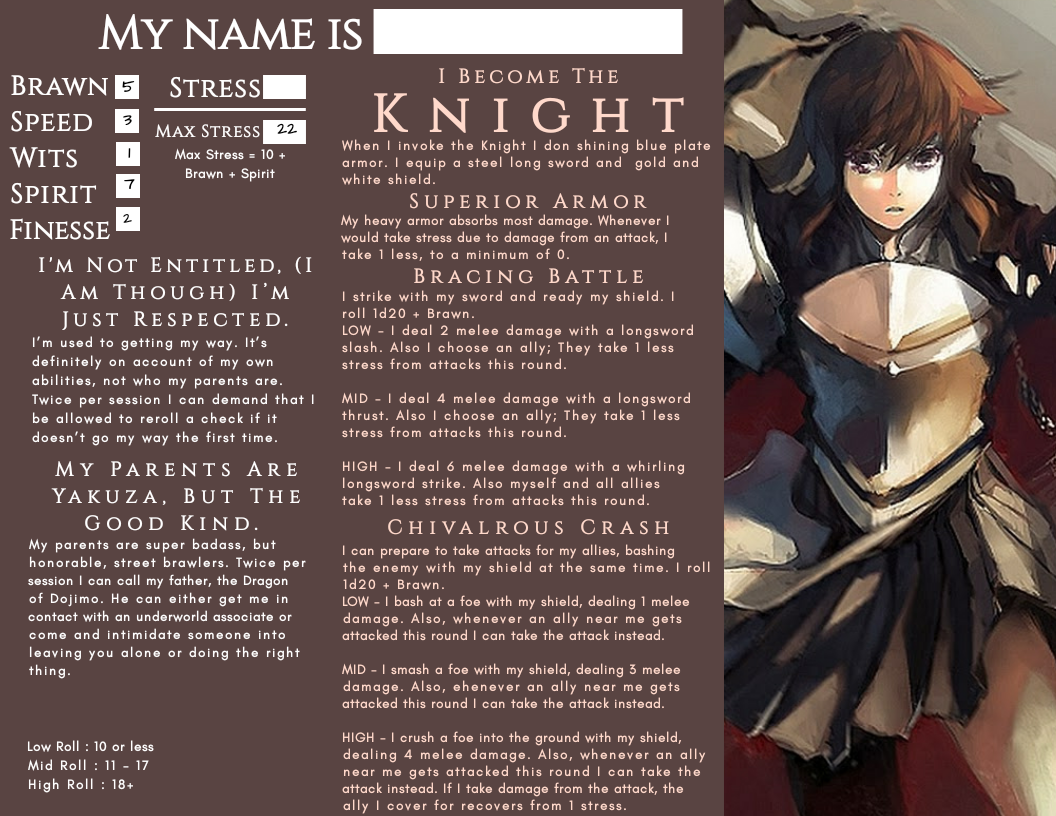 My name is
Brawn 5
Speed 3
Wits 1
Spirit 7
Finesse 2
Stress
Max Stress 22
Max Stress = 10 +
Brawn + Spirit
I'm Not Entitled, (I
Am Though) I'm
Just Respected.
I'm used to getting my way. It's
definitely on account of my own
abilities, not who my parents are.
Twice per session I can demand that I
be allowed to reroll a check if it
doesn't go my way the first time.
My Parents Are
Yakuza, But The
Good Kind.
My parents are super badass, but
honorable, street brawlers. Twice per
session I can call my father, the Dragon
of Dojimo. He can either get me in
contact with an underworld associate or
come and intimidate someone into
leaving you alone or doing the right
thing.
Low Roll : 10 or less
Mid Roll : 11 - 17
High Roll : 18+
I Become The
Knight
When I invoke the Knight I don shining blue plate
armor. I equip a steel long sword and gold and
white shield.
Superior Armor
My heavy armor absorbs most damage. Whenever I
would take stress due to damage from an attack, I
take 1 less, to a minimum of 0.
Bracing Battle
I strike with my sword and ready my shield. I
roll 1d20 + Brawn.
LOW - I deal 2 melee damage with a longsword
slash. Also I choose an ally; They take 1 less
stress from attacks this round.
MID - I deal 4 melee damage with a longsword
thrust. Also I choose an ally; They take 1 less
stress from attacks this round.
HIGH - I deal 6 melee damage with a whirling
longsword strike. Also myself and all allies
take 1 less stress from attacks this round.
Chivalrous Crash
I can prepare to take attacks for my allies, bashing
the enemy with my shield at the same time. I roll
1d20 + Brawn.
LOW - I bash at a foe with my shield, dealing 1 melee
damage. Also, whenever an ally near me gets
attacked this round I can take the attack instead.
MID - I smash a foe with my shield, dealing 3 melee
damage. Also, ehenever an ally near me gets
attacked this round I can take the attack instead.
HIGH - I crush a foe into the ground with my shield,
dealing 4 melee damage. Also, whenever an ally
near me gets attacked this round I can take the
attack instead. If I take damage from the attack, the
ally I cover for recovers from 1 stress.